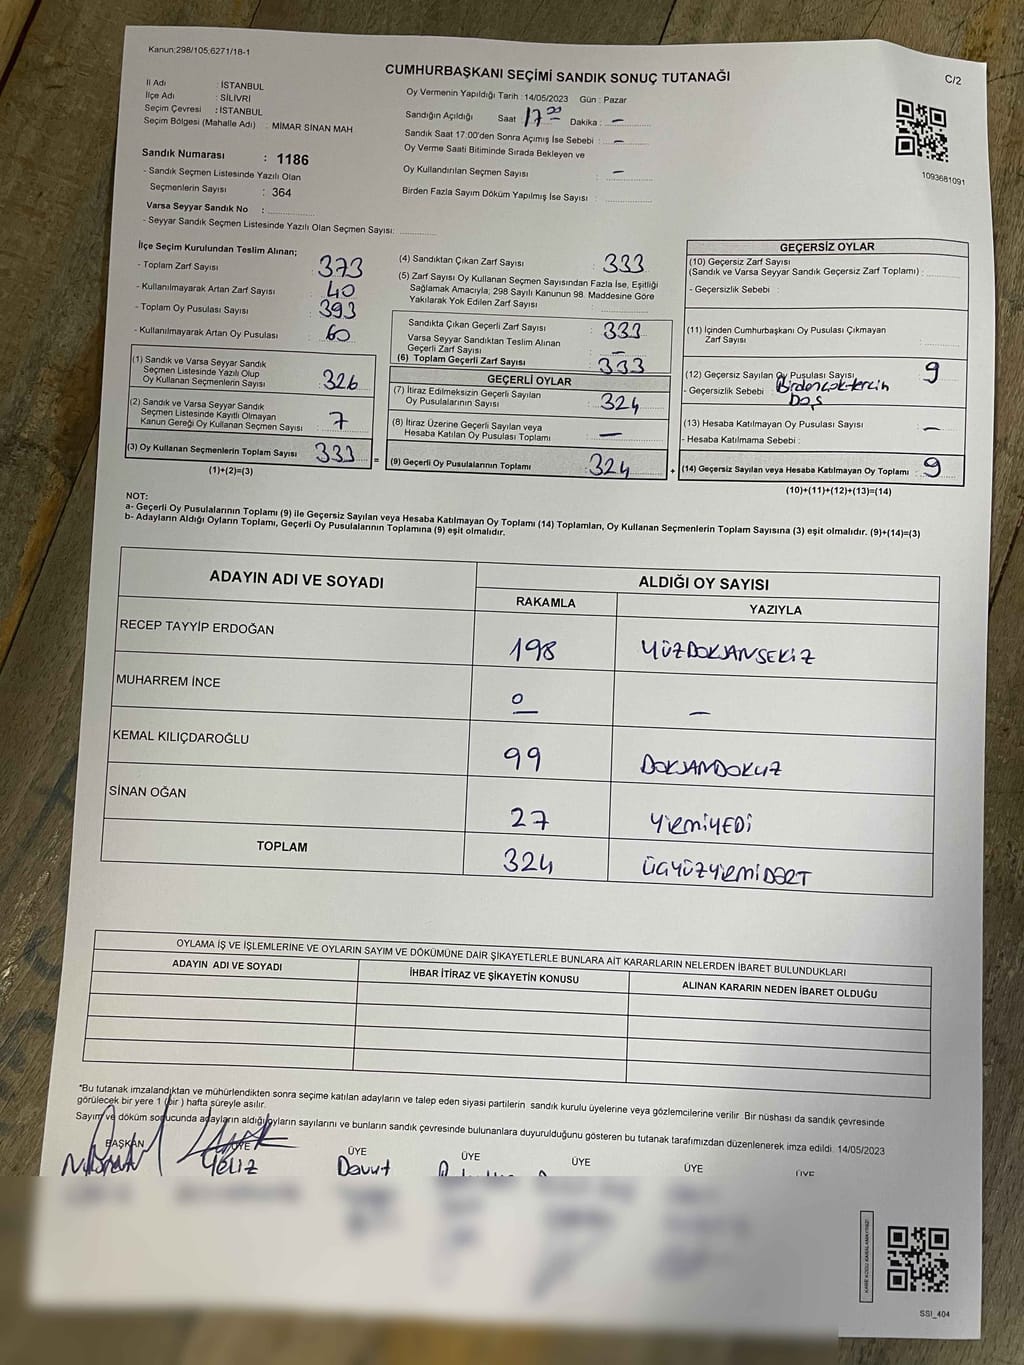 Kanun;298/105,6271/18-1
C/2
CUMHURBAŞKANI SEÇİMİ SANDIK SONUÇ TUTANAĞI
İl Adı : İSTANBUL
İlçe Adı : SİLİVRİ
Seçim Çevresi : İSTANBUL
Seçim Bölgesi (Mahalle Adı) : MİMAR SİNAN MAH
Sandık Numarası : 1186
- Sandık Seçmen Listesinde Yazılı Olan
Seçmenlerin Sayısı : 364
Varsa Seyyar Sandık No :
- Seyyar Sandık Seçmen Listesinde Yazılı Olan Seçmen Sayısı:
Oy Vermenin Yapıldığı Tarih : 14/05/2023 Gün : Pazar
Sandığın Açıldığı Saat 17 00 Dakika : –
Sandık Saat 17:00'den Sonra Açımış İse Sebebi : –
Oy Verme Saati Bitiminde Sırada Bekleyen ve
Oy Kullandırılan Seçmen Sayısı : –
Birden Fazla Sayım Döküm Yapılmış İse Sayısı :
1093681091
İlçe Seçim Kurulundan Teslim Alınan;
- Toplam Zarf Sayısı : 373
- Kullanılmayarak Artan Zarf Sayısı : 40
- Toplam Oy Pusulası Sayısı : 393
- Kullanılmayarak Artan Oy Pusulası : 60
(1) Sandık ve Varsa Seyyar Sandık
Seçmen Listesinde Yazılı Olup
Oy Kullanan Seçmenlerin Sayısı : 326
(2) Sandık ve Varsa Seyyar Sandık
Seçmen Listesinde Kayıtlı Olmayan
Kanun Gereği Oy Kullanan Seçmen Sayısı : 7
(3) Oy Kullanan Seçmenlerin Toplam Sayısı : 333
(1)+(2)=(3)
(4) Sandıktan Çıkan Zarf Sayısı : 333
(5) Zarf Sayısı Oy Kullanan Seçmen Sayısından Fazla İse, Eşitliği
Sağlamak Amacıyla; 298 Sayılı Kanunun 98. Maddesine Göre
Yakılarak Yok Edilen Zarf Sayısı :
Sandıkta Çıkan Geçerli Zarf Sayısı : 333
Varsa Seyyar Sandıktan Teslim Alınan
Geçerli Zarf Sayısı : –
(6) Toplam Geçerli Zarf Sayısı : 333
GEÇERLİ OYLAR
(7) İtiraz Edilmeksizin Geçerli Sayılan
Oy Pusulalarının Sayısı : 324
(8) İtiraz Üzerine Geçerli Sayılan veya
Hesaba Katılan Oy Pusulası Toplamı : –
= (9) Geçerli Oy Pusulalarının Toplamı : 324
GEÇERSİZ OYLAR
(10) Geçersiz Zarf Sayısı
(Sandık ve Varsa Seyyar Sandık Geçersiz Zarf Toplamı) :
- Geçersizlik Sebebi :
(11) İçinden Cumhurbaşkanı Oy Pusulası Çıkmayan
Zarf Sayısı
(12) Geçersiz Sayılan Oy Pusulası Sayısı : 9
- Geçersizlik Sebebi : Birdençoktercih
Boş
(13) Hesaba Katılmayan Oy Pusulası Sayısı : –
- Hesaba Katılmama Sebebi :
+ (14) Geçersiz Sayılan veya Hesaba Katılmayan Oy Toplamı : 9
(10)+(11)+(12)+(13)=(14)
NOT:
a- Geçerli Oy Pusulalarının Toplamı (9) ile Geçersiz Sayılan veya Hesaba Katılmayan Oy Toplamı (14) Toplamları, Oy Kullanan Seçmenlerin Toplam Sayısına (3) eşit olmalıdır. (9)+(14)=(3)
b- Adayların Aldığı Oyların Toplamı, Geçerli Oy Pusulalarının Toplamına (9) eşit olmalıdır.
ADAYIN ADI VE SOYADI ALDIĞI OY SAYISI
RAKAMLA YAZIYLA
RECEP TAYYİP ERDOĞAN 198 YÜZDOKSANSEKİZ
MUHARREM İNCE 0 –
KEMAL KILIÇDAROĞLU 99 DOKSANDOKUZ
SİNAN OĞAN 27 YİRMİYEDİ
TOPLAM 324 ÜÇYÜZYİRMİDÖRT
OYLAMA İŞ VE İŞLEMLERİNE VE OYLARIN SAYIM VE DÖKÜMÜNE DAİR ŞİKAYETLERLE BUNLARA AİT KARARLARIN NELERDEN İBARET BULUNDUKLARI
ADAYIN ADI VE SOYADI İHBAR İTİRAZ VE ŞİKAYETİN KONUSU ALINAN KARARIN NEDEN İBARET OLDUĞU
*Bu tutanak imzalandıktan ve mühürlendikten sonra seçime katılan adayların ve talep eden siyasi partilerin sandık kurulu üyelerine veya gözlemcilerine verilir. Bir nüshası da sandık çevresinde
görülecek bir yere 1 ( bir ) hafta süreyle asılır.
Sayım ve döküm sonucunda adayların aldığı oyların sayılarını ve bunların sandık çevresinde bulunanlara duyurulduğunu gösteren bu tutanak tarafımızdan düzenlenerek imza edildi. 14/05/2023
BAŞKAN ÜYE ÜYE ÜYE ÜYE ÜYE ÜYE
YELİZ Davut
SSI_404